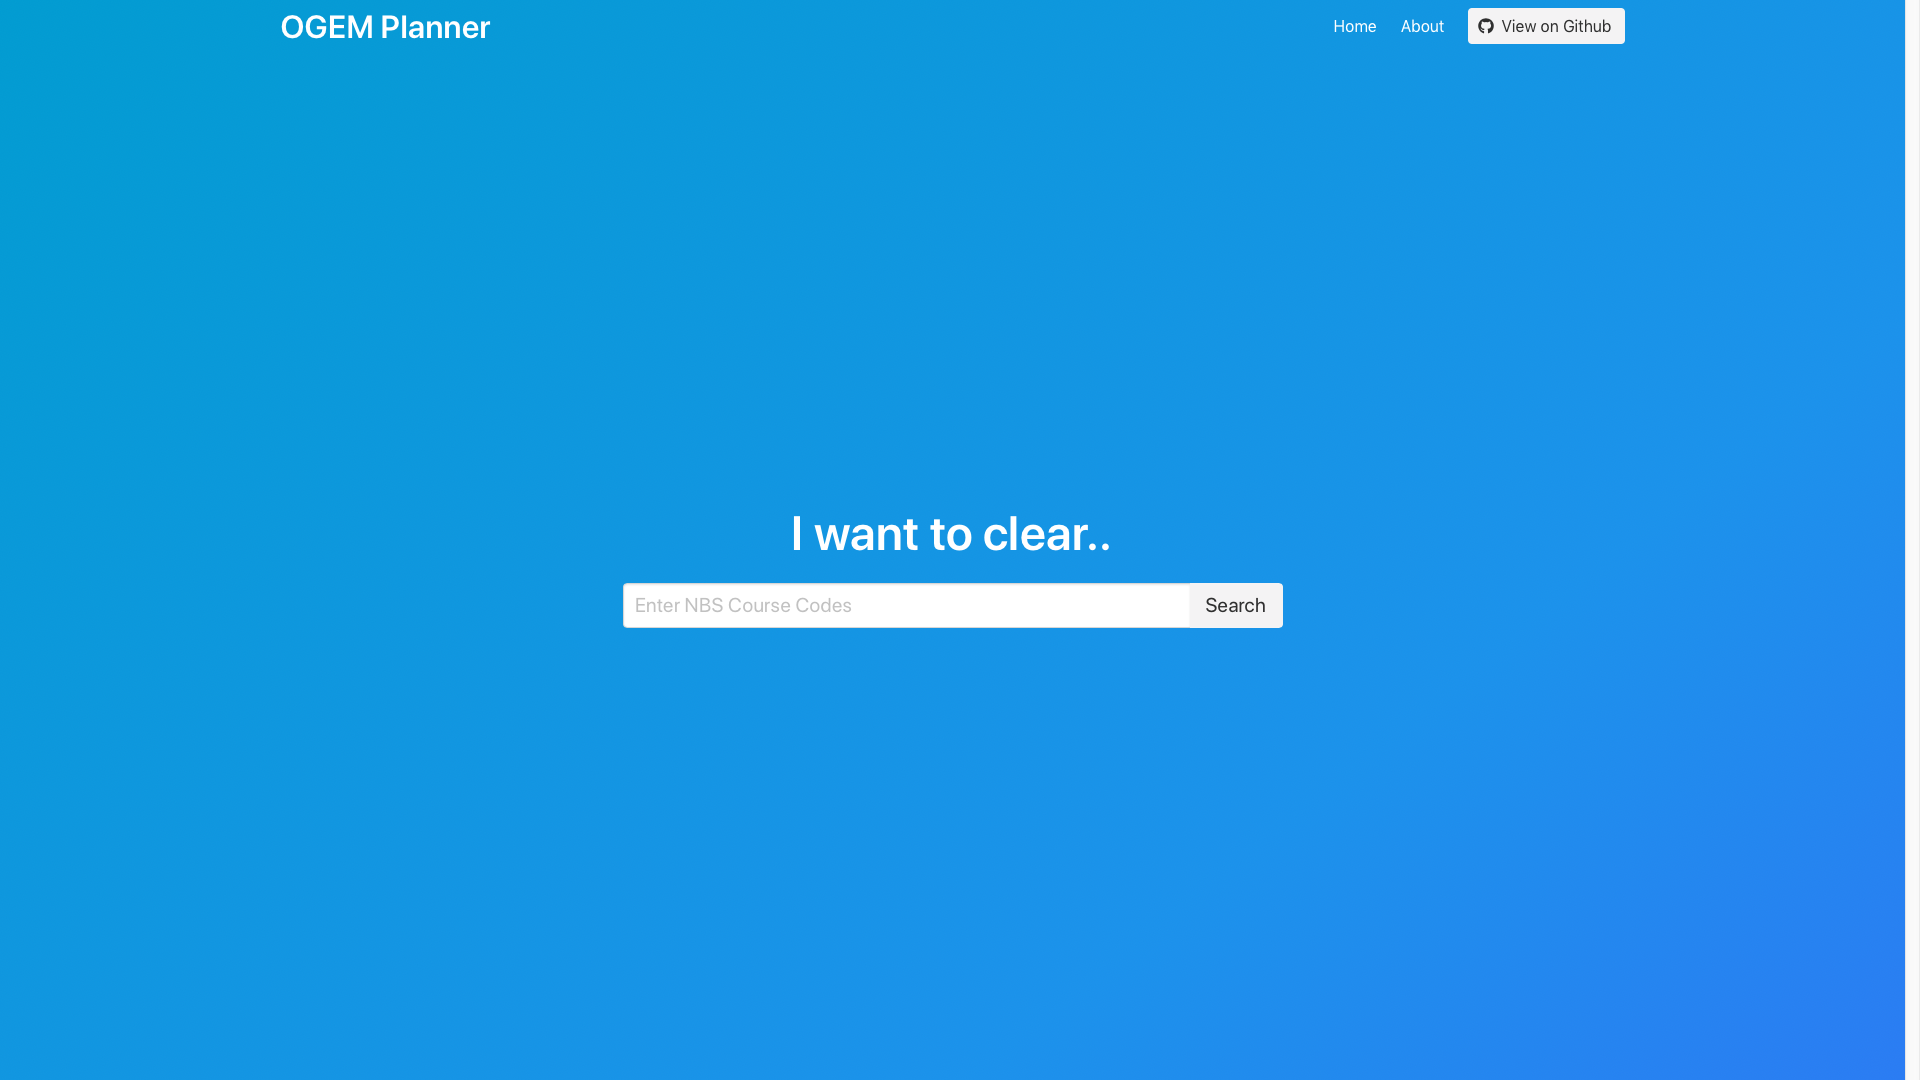 OGEM Planner
Home
About
View on Github
I want to clear..
Enter NBS Course Codes
Search